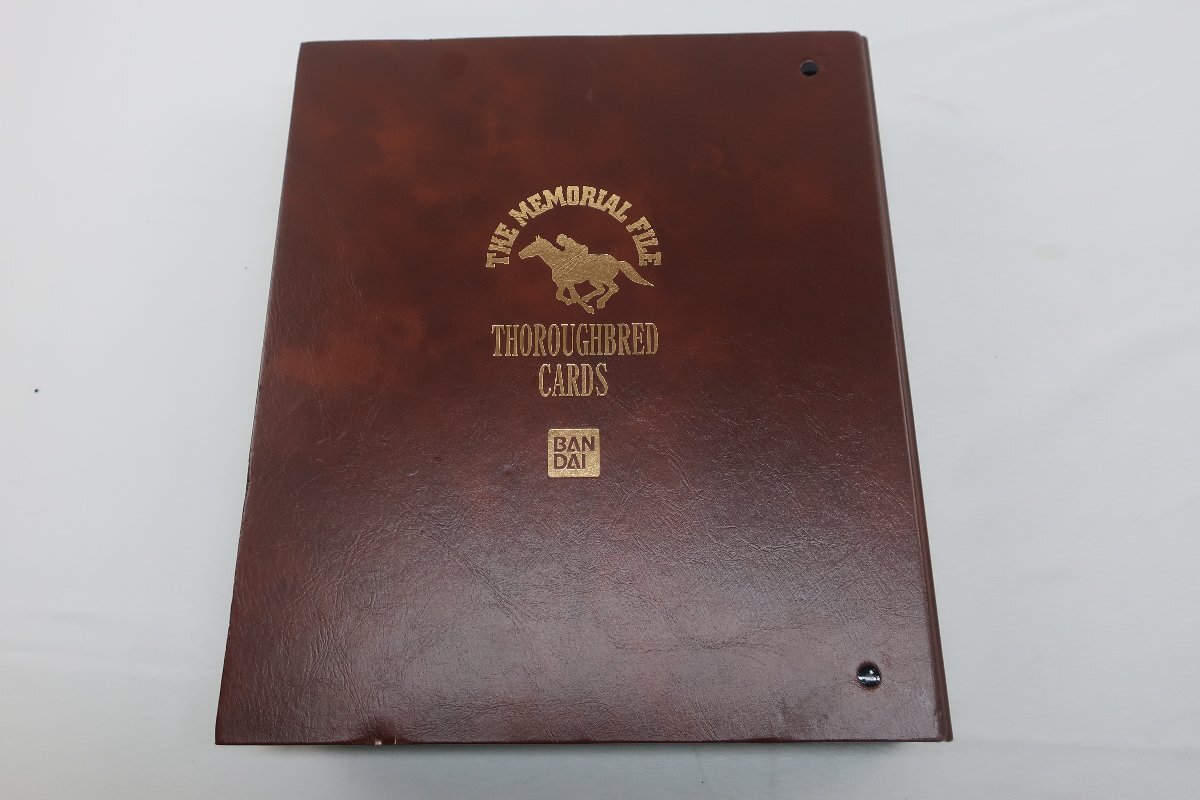 THE MEMORIAL FILE
THOROUGHBRED
CARDS
BAN
DAI